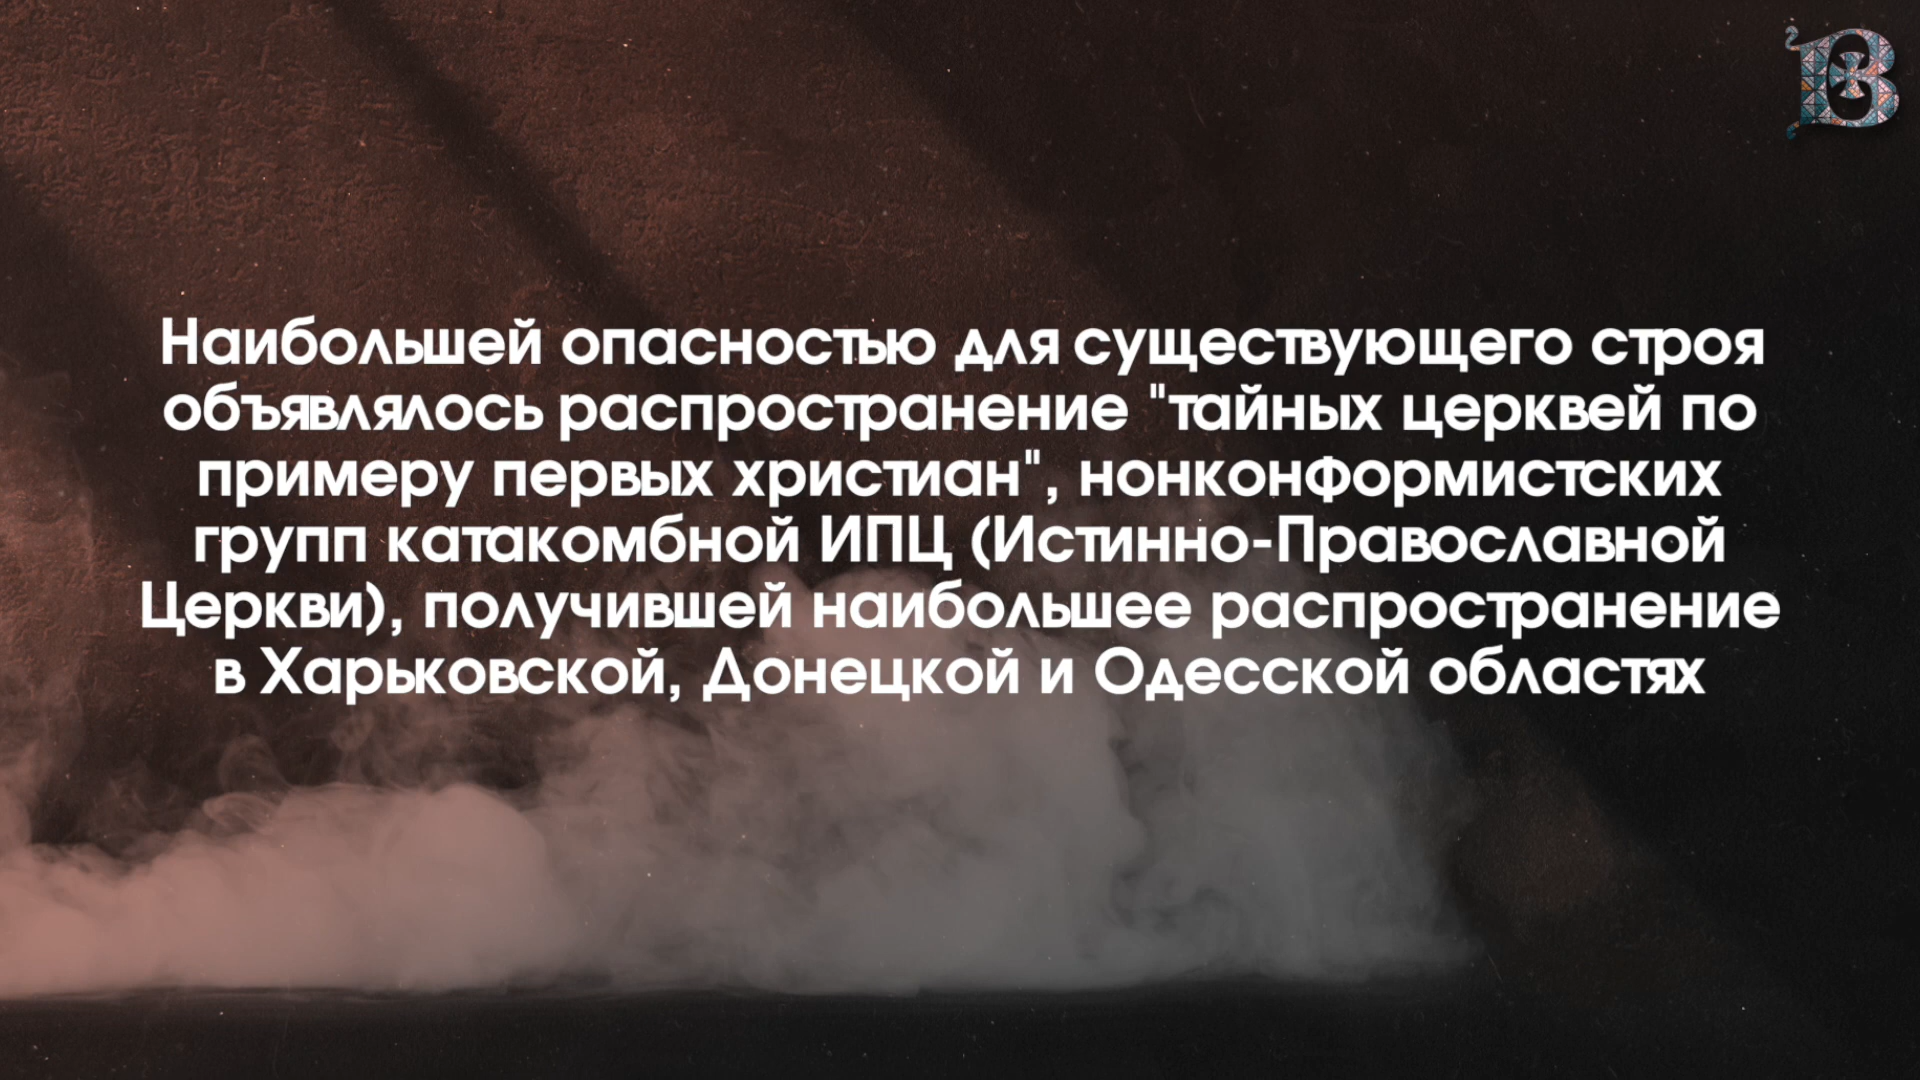 Наибольшей опасностью для существующего строя
объявлялось распространение "тайных церквей по
примеру первых христиан", нонконформистских
групп катакомбной ИПЦ (Истинно-Православной
Церкви), получившей наибольшее распространение
в Харьковской, Донецкой и Одесской областях